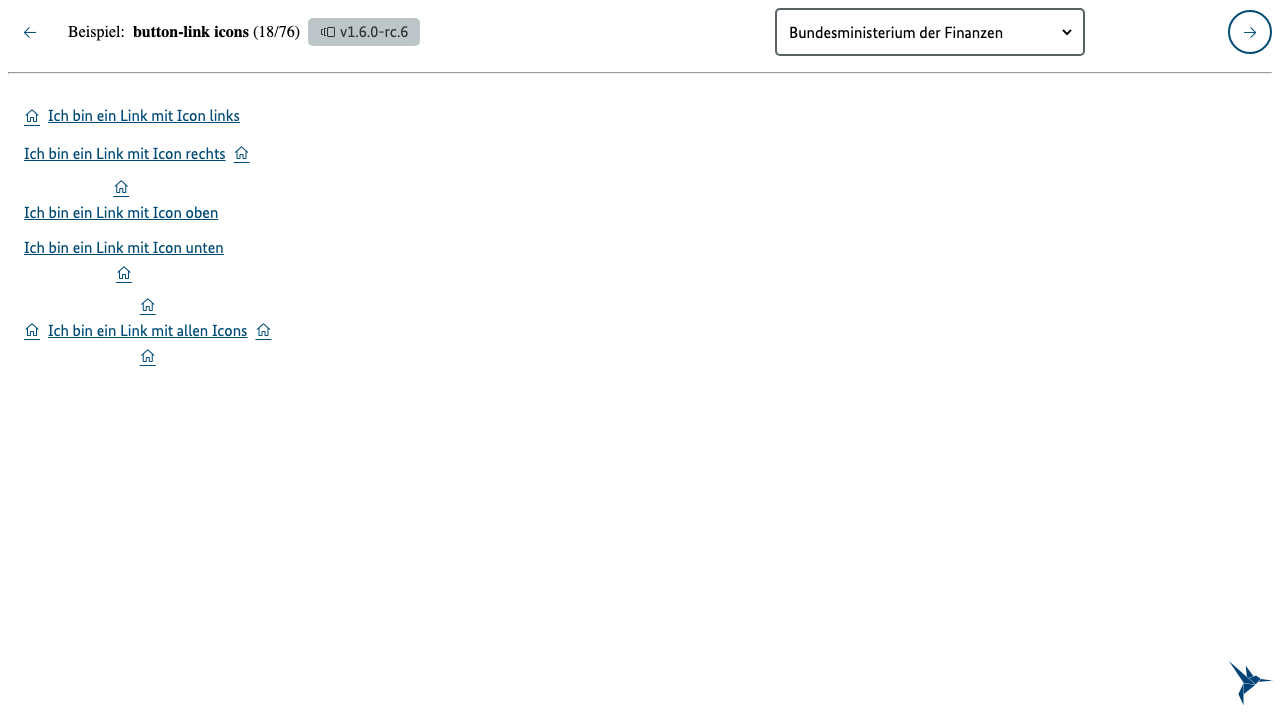 Beispiel: button-link icons (18/76) v1.6.0-rc.6 Bundesministerium der Finanzen
Ich bin ein Link mit Icon links
Ich bin ein Link mit Icon rechts
Ich bin ein Link mit Icon oben
Ich bin ein Link mit Icon unten
Ich bin ein Link mit allen Icons